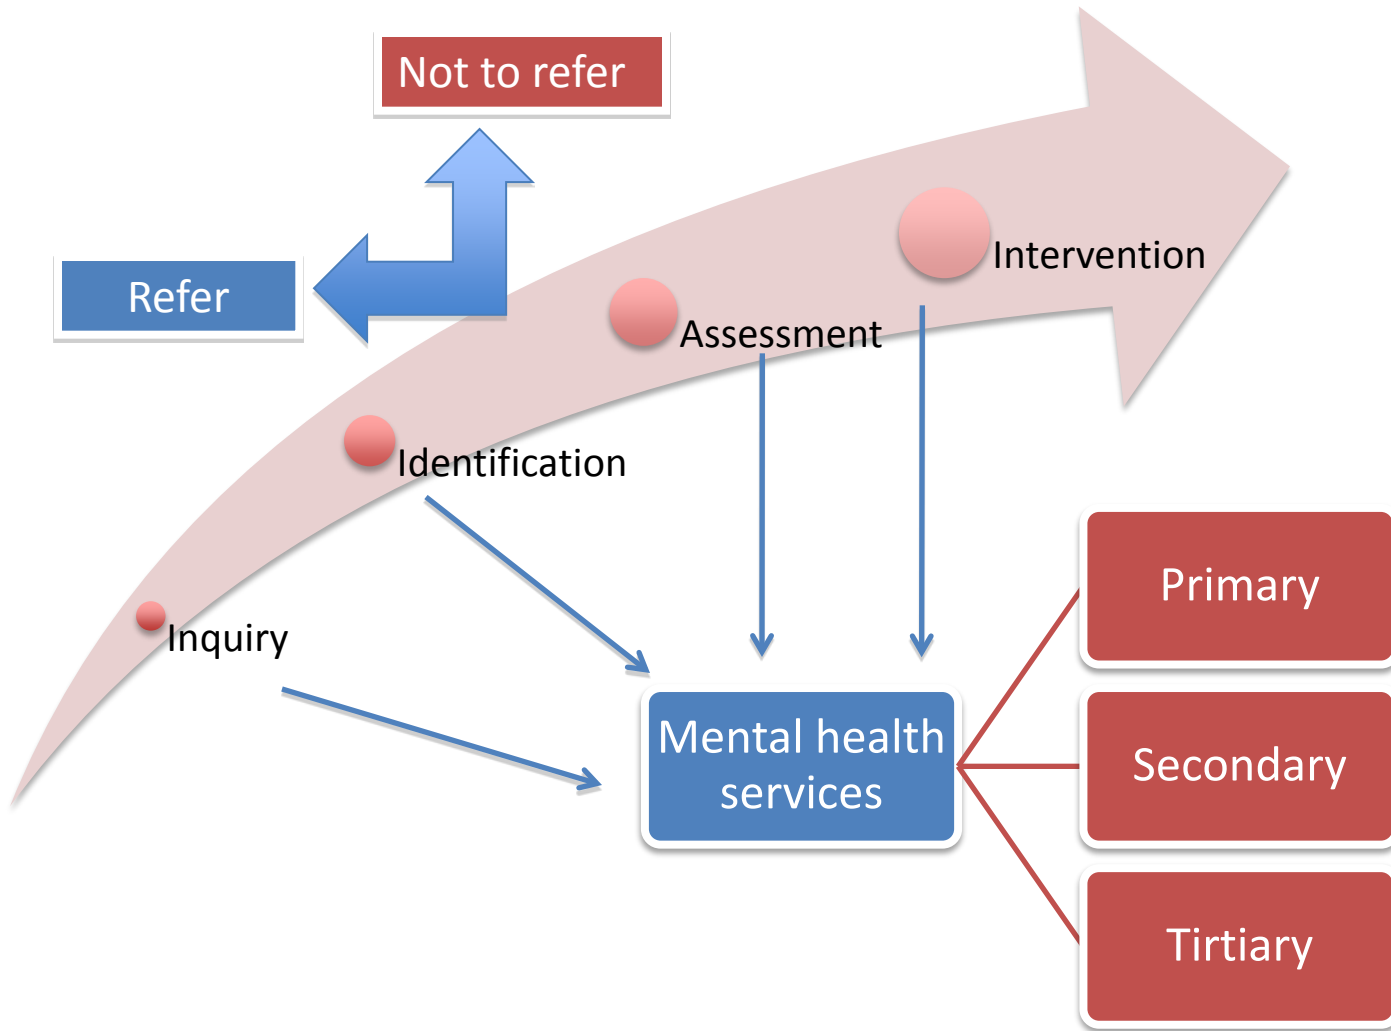 Not to refer
Refer
Intervention
Assessment
Identification
Inquiry
Mental health
services
Primary
Secondary
Tirtiary